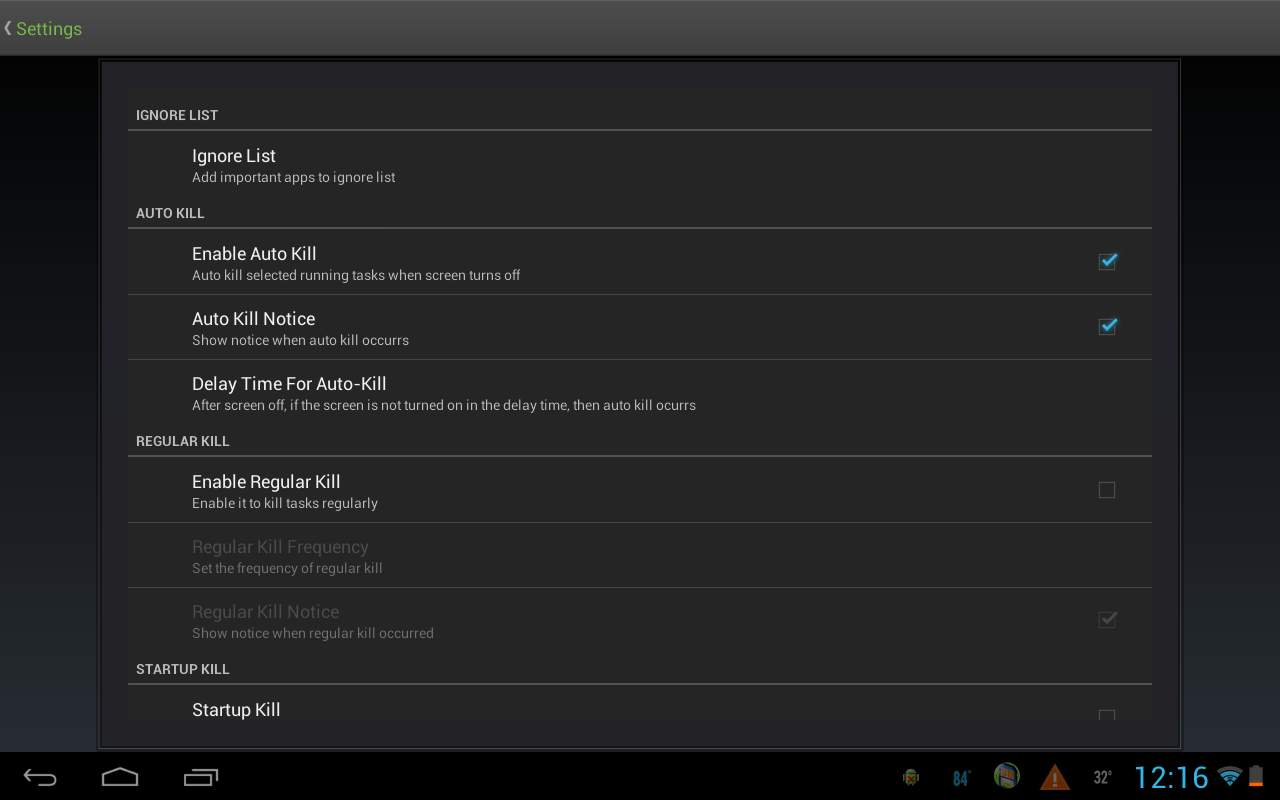 Settings
IGNORE LIST
Ignore List
Add important apps to ignore list
AUTO KILL
Enable Auto Kill
Auto kill selected running tasks when screen turns off
Auto Kill Notice
Show notice when auto kill occurrs
Delay Time For Auto-Kill
After screen off, if the screen is not turned on in the delay time, then auto kill ocurrs
REGULAR KILL
Enable Regular Kill
Enable it to kill tasks regularly
Regular Kill Frequency
Set the frequency of regular kill
Regular Kill Notice
Show notice when regular kill occurred
STARTUP KILL
Startup Kill
84° 32° 12:16